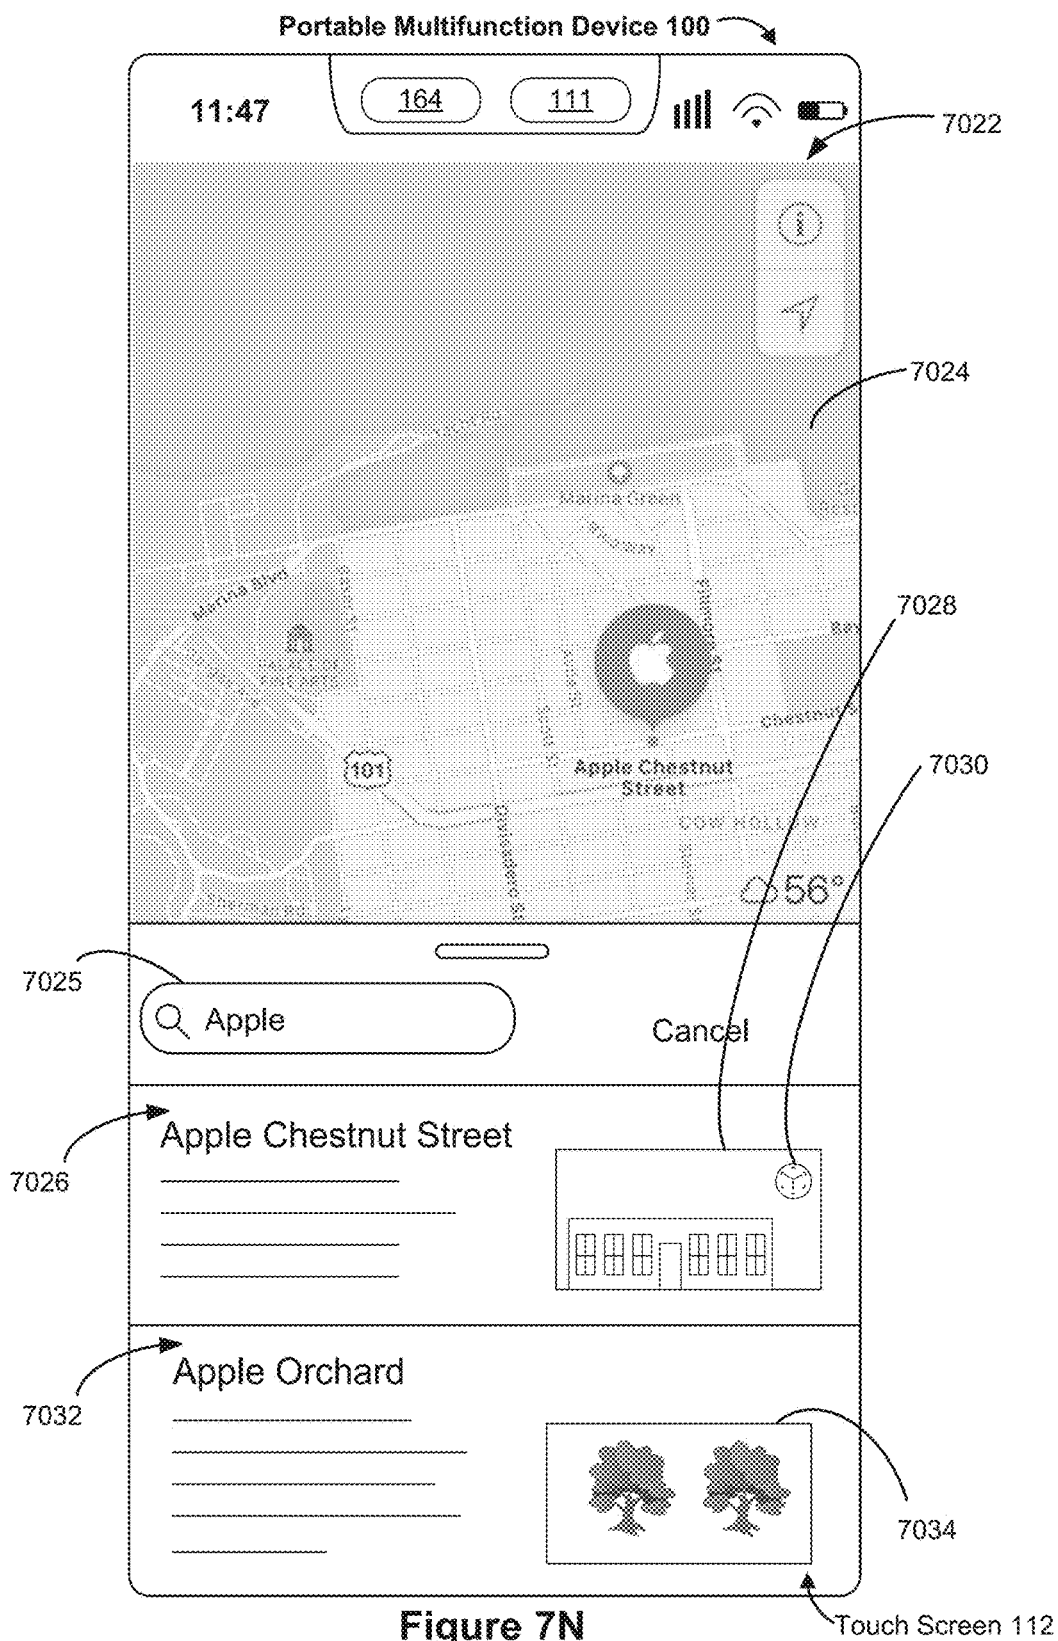 Portable Multifunction Device 100
11:47
164
111
7022
7024
Marina Green
Marina Blvd
7028
101
Chestnut
Apple Chestnut
Street
7030
COW HOLLOW
56°
7025
Apple
Cancel
Apple Chestnut Street
7026
Apple Orchard
7032
7034
Touch Screen 112
Figure 7N